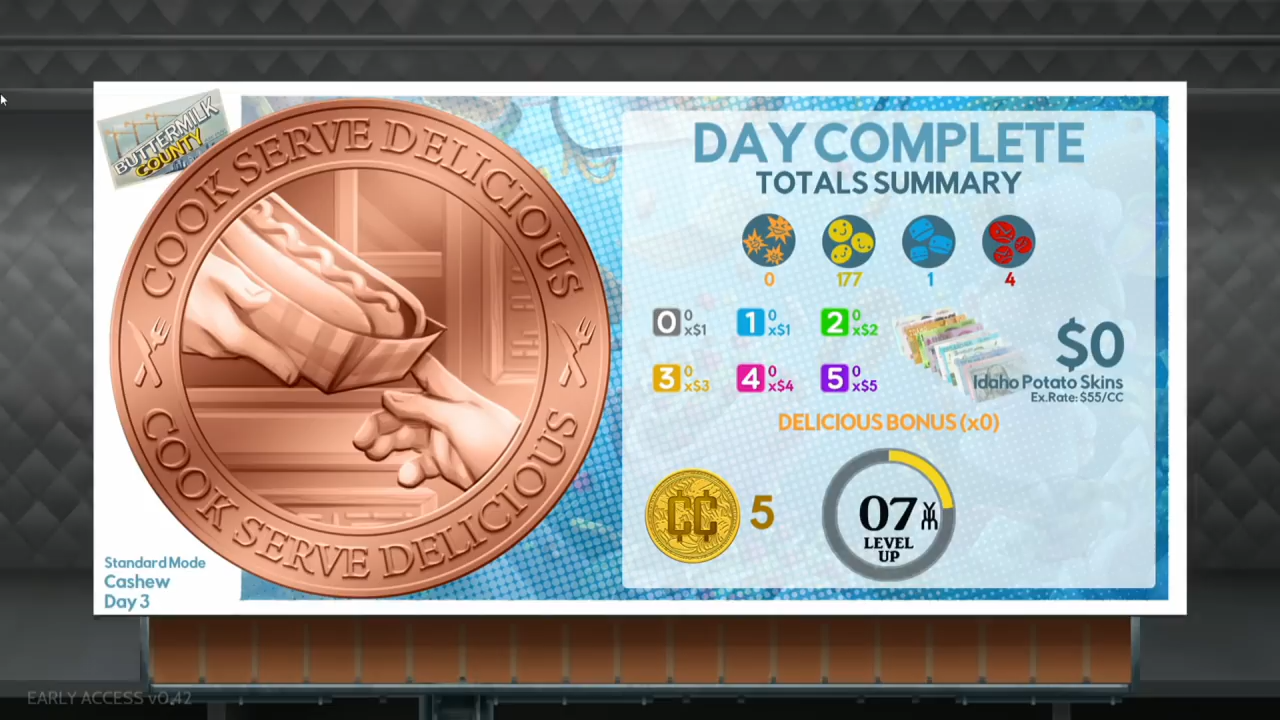 BUTTERMILK
COUNTY
COOK SERVE DELICIOUS
COOK SERVE DELICIOUS
Standard Mode
Cashew
Day 3
DAY COMPLETE
TOTALS SUMMARY
0 177 1 4
0 0 x$1 1 0 x$1 2 0 x$2
3 0 x$3 4 0 x$4 5 0 x$5
$0
Idaho Potato Skins
Ex.Rate: $55/CC
DELICIOUS BONUS (x0)
CC 5
07
LEVEL
UP
EARLY ACCESS v0.42